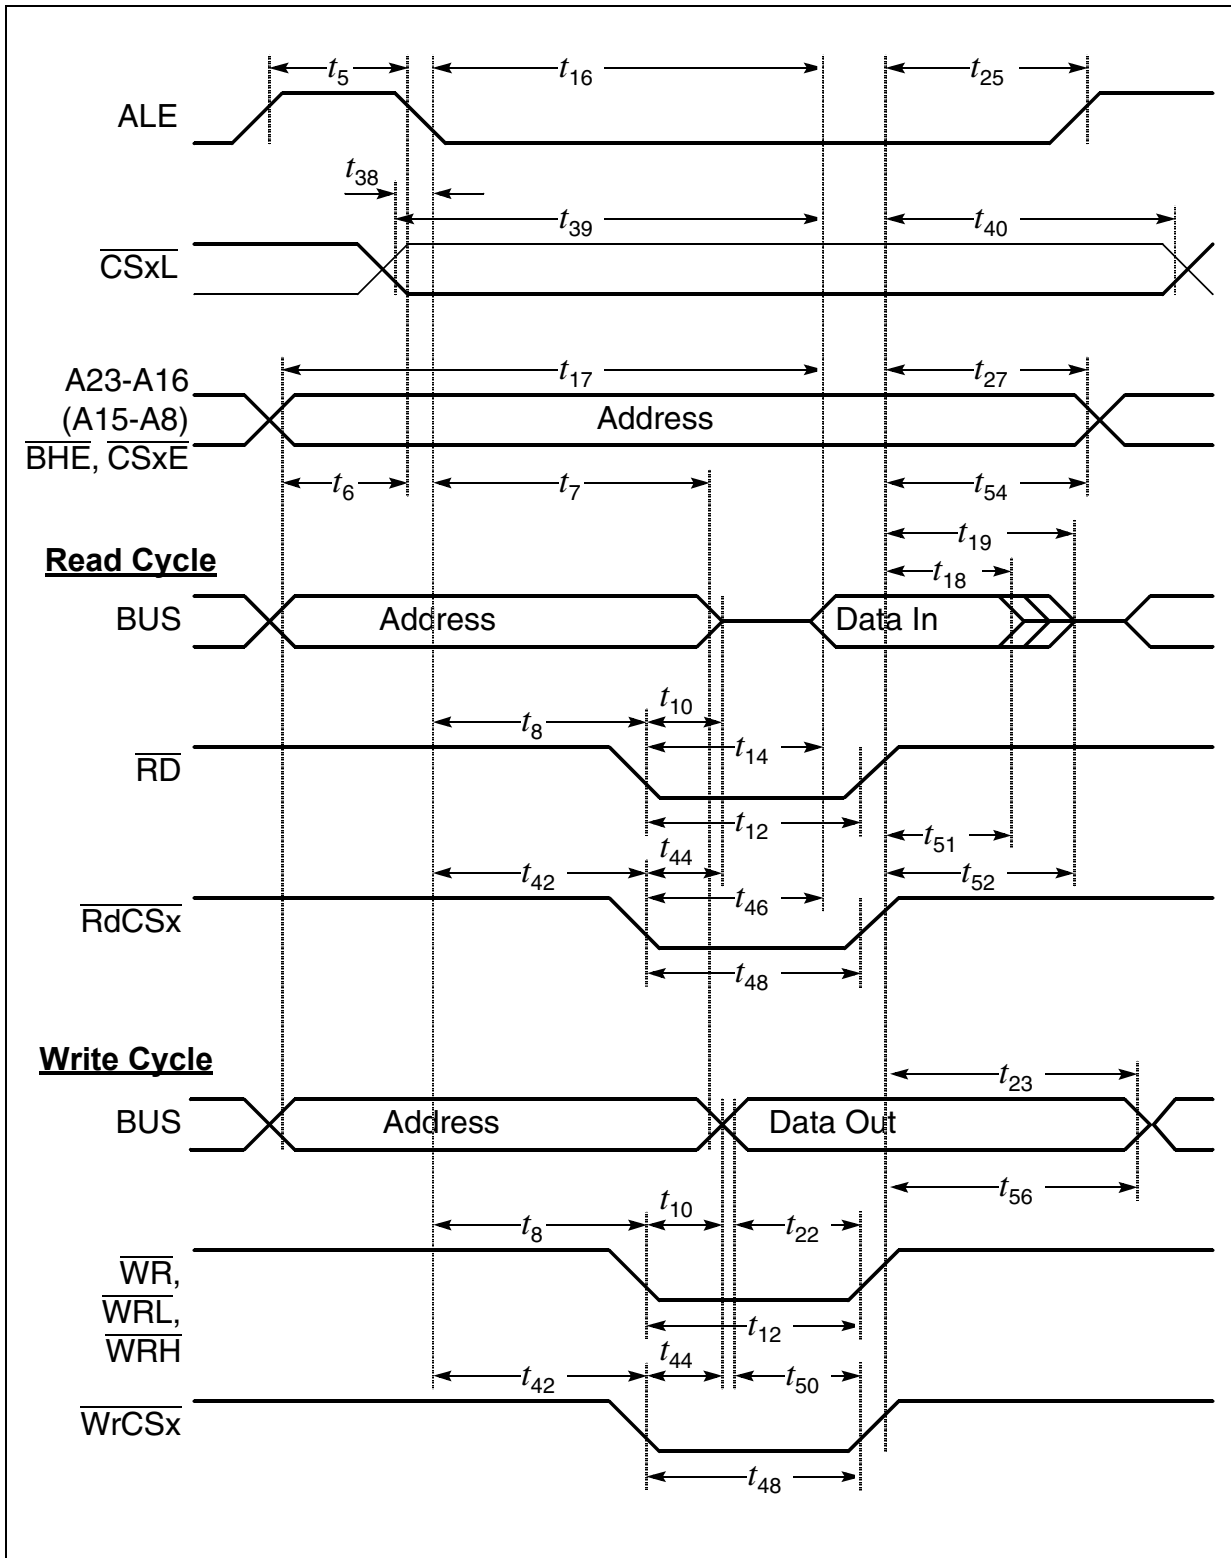 t5
t16
t25
ALE
t38
t39
t40
CSxL
t17
t27
A23-A16
(A15-A8)
BHE, CSxE
Address
t6
t7
t54
t19
Read Cycle
t18
BUS
Address
Data In
t10
t8
t14
RD
t12
t51
t44
t42
t52
t46
RdCSx
t48
Write Cycle
t23
BUS
Address
Data Out
t56
t10
t8
t22
WR,
WRL,
WRH
t12
t44
t42
t50
WrCSx
t48